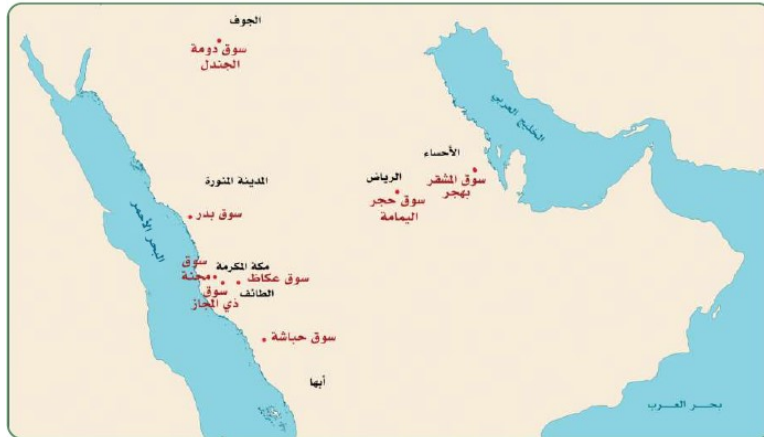 الجوف
سوق دومة
الجندل
الخليج العربي
الأحساء
سوق المشقر
بهجر
الرياض
سوق حجر
اليمامة
المدينة المنورة
سوق بدر
البحر الأحمر
مكة المكرمة
سوق
مجنة
سوق عكاظ
الطائف
سوق
ذي المجاز
سوق حباشة
أبها
بحر العرب